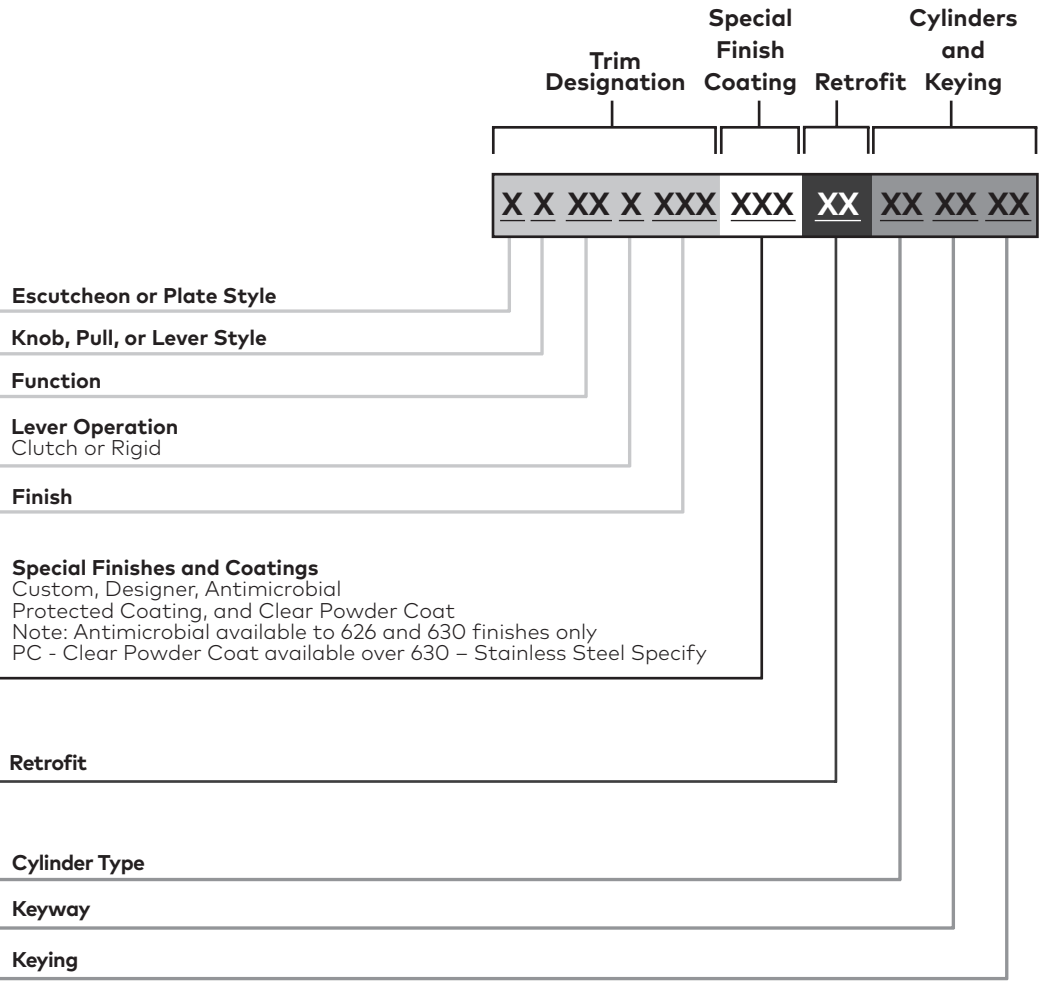 Trim
Designation
Special
Finish
Coating
Retrofit
Cylinders
and
Keying
X X XX X XXX XXX XX XX XX XX
Escutcheon or Plate Style
Knob, Pull, or Lever Style
Function
Lever Operation
Clutch or Rigid
Finish
Special Finishes and Coatings
Custom, Designer, Antimicrobial
Protected Coating, and Clear Powder Coat
Note: Antimicrobial available to 626 and 630 finishes only
PC - Clear Powder Coat available over 630 – Stainless Steel Specify
Retrofit
Cylinder Type
Keyway
Keying